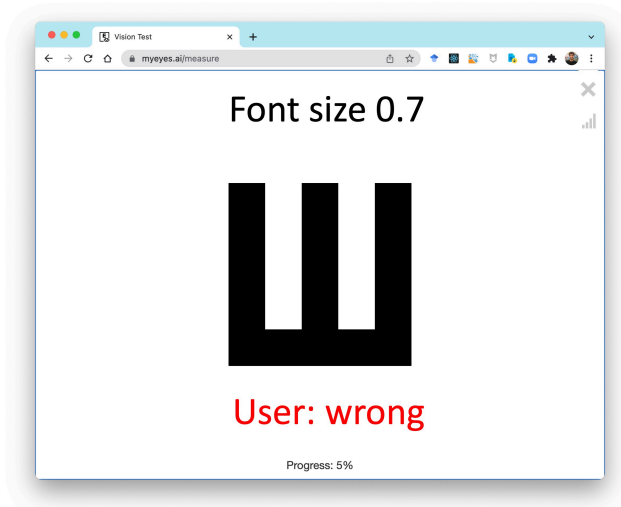 Vision Test
myeyes.ai/measure
Font size 0.7
User: wrong
Progress: 5%